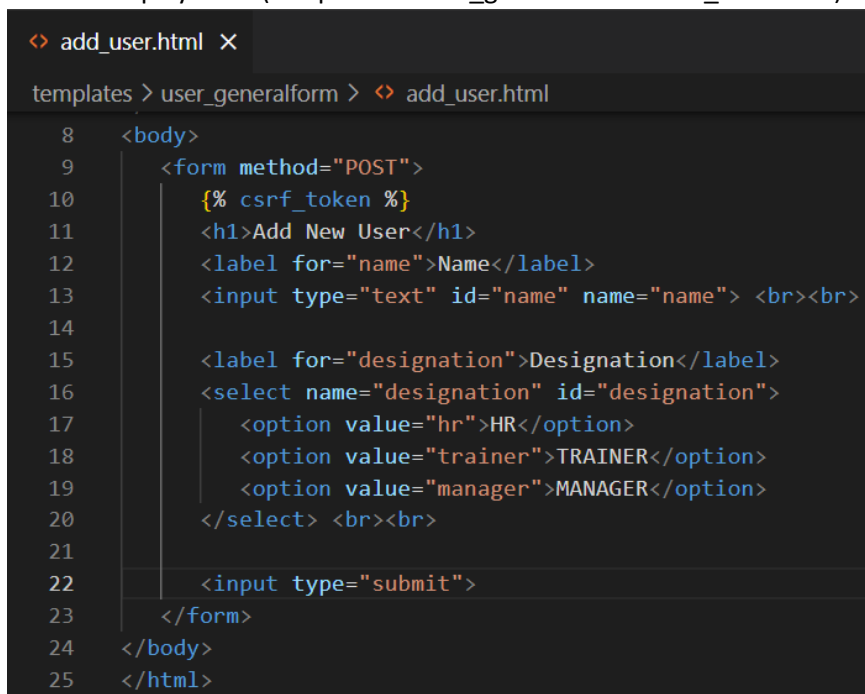 add_user.html
templates > user_generalform > add_user.html
8 <body>
9 <form method="POST">
10 {% csrf_token %}
11 <h1>Add New User</h1>
12 <label for="name">Name</label>
13 <input type="text" id="name" name="name"> <br><br>
14
15 <label for="designation">Designation</label>
16 <select name="designation" id="designation">
17 <option value="hr">HR</option>
18 <option value="trainer">TRAINER</option>
19 <option value="manager">MANAGER</option>
20 </select> <br><br>
21
22 <input type="submit">
23 </form>
24 </body>
25 </html>